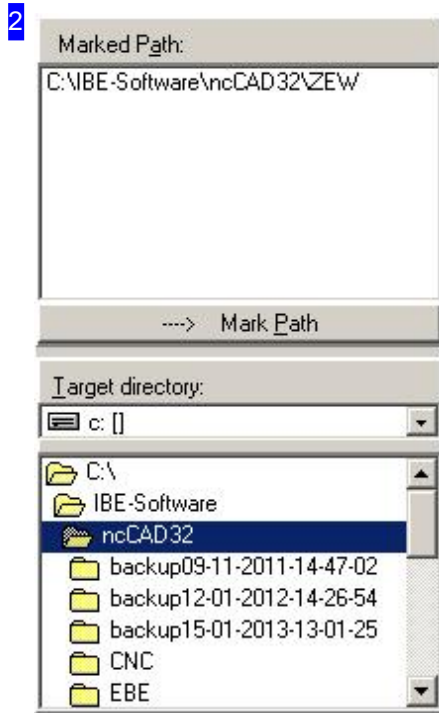 2
Marked Path:
C:\IBE-Software\ncCAD32\ZEW
----> Mark Path
Target directory:
c: []
C:\
IBE-Software
ncCAD32
backup09-11-2011-14-47-02
backup12-01-2012-14-26-54
backup15-01-2013-13-01-25
CNC
EBE